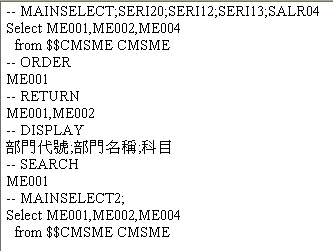 -- MAINSELECT;SERI20;SERI12;SERI13;SALR04
Select ME001,ME002,ME004
from $$CMSME CMSME
-- ORDER
ME001
-- RETURN
ME001,ME002
-- DISPLAY
部門代號;部門名稱;科目
-- SEARCH
ME001
-- MAINSELECT2;
Select ME001,ME002,ME004
from $$CMSME CMSME